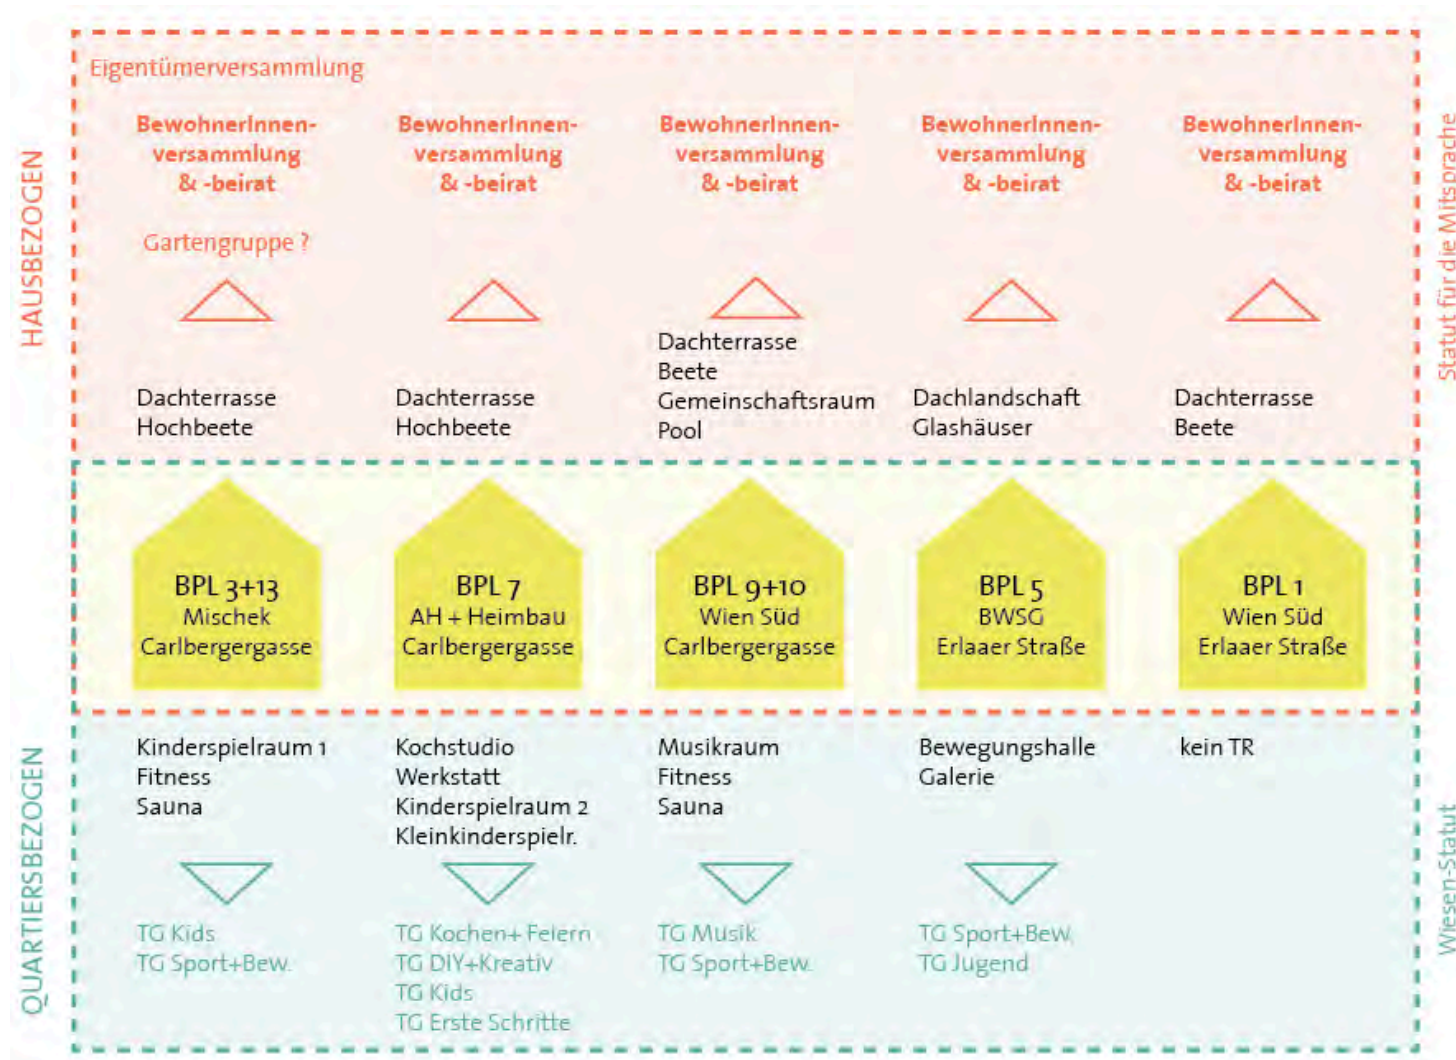 Eigentümerversammlung
BewohnerInnen-
versammlung
& -beirat
Gartengruppe ?
Dachterrasse
Hochbeete
BewohnerInnen-
versammlung
& -beirat
Dachterrasse
Hochbeete
BewohnerInnen-
versammlung
& -beirat
Dachterrasse
Beete
Gemeinschaftsraum
Pool
BewohnerInnen-
versammlung
& -beirat
Dachlandschaft
Glashäuser
BewohnerInnen-
versammlung
& -beirat
Dachterrasse
Beete
HAUSBEZOGEN
Statut für die Mitsprache
BPL 3+13
Mischek
Carlbergergasse
BPL 7
AH + Heimbau
Carlbergergasse
BPL 9+10
Wien Süd
Carlbergergasse
BPL 5
BWSG
Erlaaer Straße
BPL 1
Wien Süd
Erlaaer Straße
QUARTIERSBEZOGEN
Kinderspielraum 1
Fitness
Sauna
TG Kids
TG Sport+Bew.
Kochstudio
Werkstatt
Kinderspielraum 2
Kleinkinderspielr.
TG Kochen+ Feiern
TG DIY+Kreativ
TG Kids
TG Erste Schritte
Musikraum
Fitness
Sauna
TG Musik
TG Sport+Bew.
Bewegungshalle
Galerie
TG Sport+Bew.
TG Jugend
kein TR
Wiesen-Statut